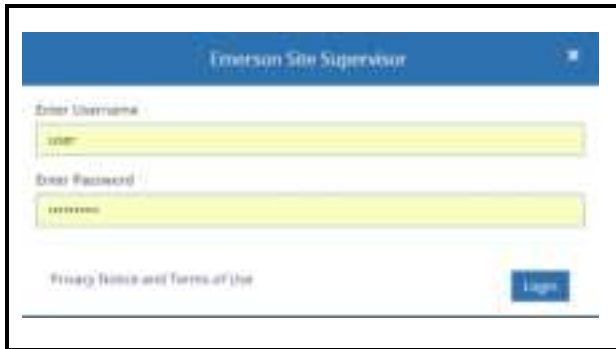 Emerson Site Supervisor
Enter Username
user
Enter Password
Privacy Notice and Terms of Use
Login